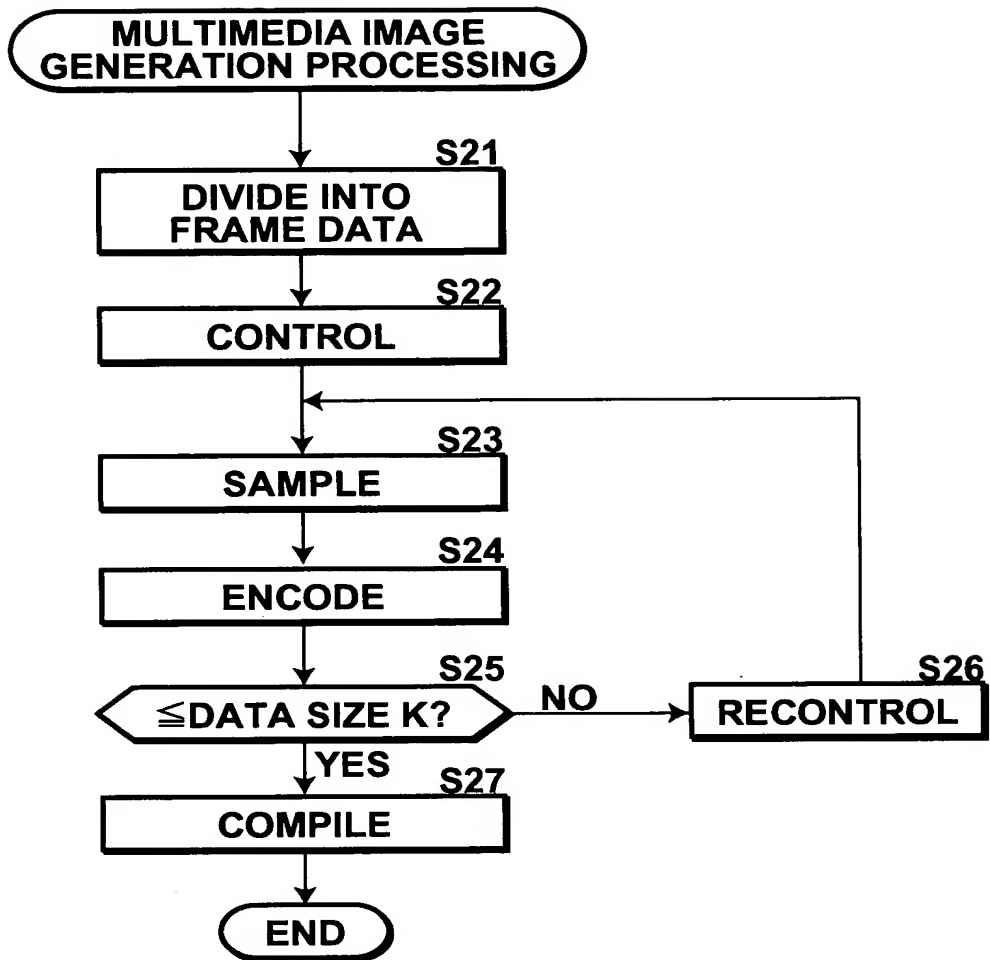 MULTIMEDIA IMAGE
GENERATION PROCESSING
S21
DIVIDE INTO
FRAME DATA
S22
CONTROL
S23
SAMPLE
S24
ENCODE
S25
≦DATA SIZE K?
NO
S26
RECONTROL
YES
S27
COMPILE
END